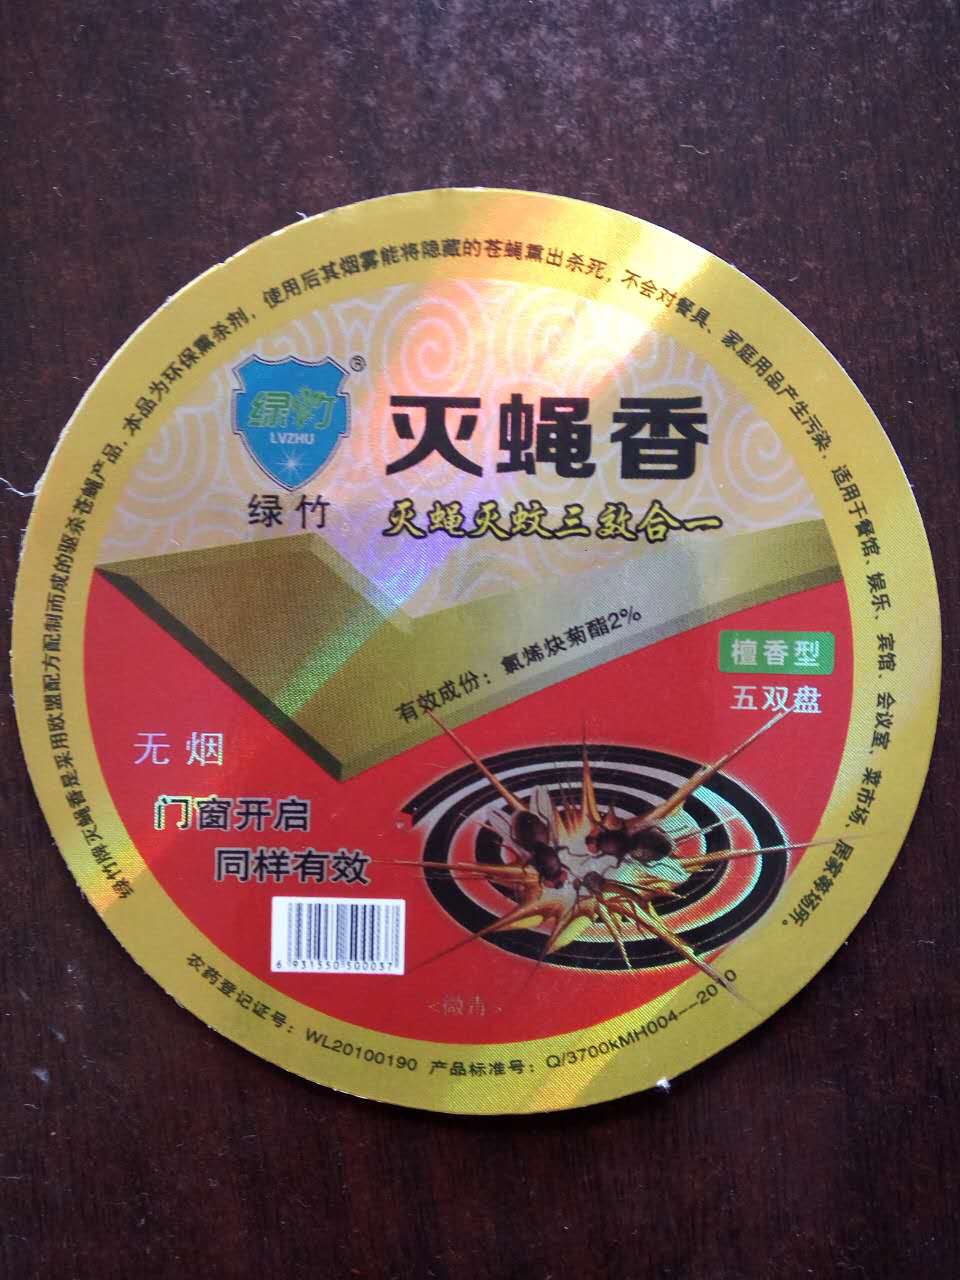 绿竹牌灭蝇香是采用欧盟配方配制而成的驱杀苍蝇产品，本品为环保熏杀剂，使用后其烟雾能将隐藏的苍蝇熏出杀死，不会对餐具、家庭用品产生污染，适用于餐馆、娱乐、宾馆、会议室、菜市场、居家等场所。
绿竹
®
LVZHU
绿竹
灭蝇香
灭蝇灭蚊三效合一
有效成份：氯烯炔菊酯2%
檀香型
五双盘
无烟
门窗开启
同样有效
6 931550 500037
<微毒>
农药登记证号：WL20100190 产品标准号：Q/3700kMH004--2010